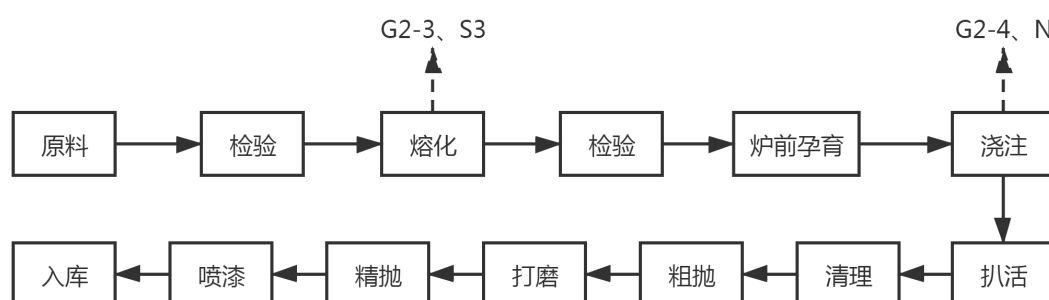 G2-3、S3
G2-4、N
原料
检验
熔化
检验
炉前孕育
浇注
入库
喷漆
精抛
打磨
粗抛
清理
扒活